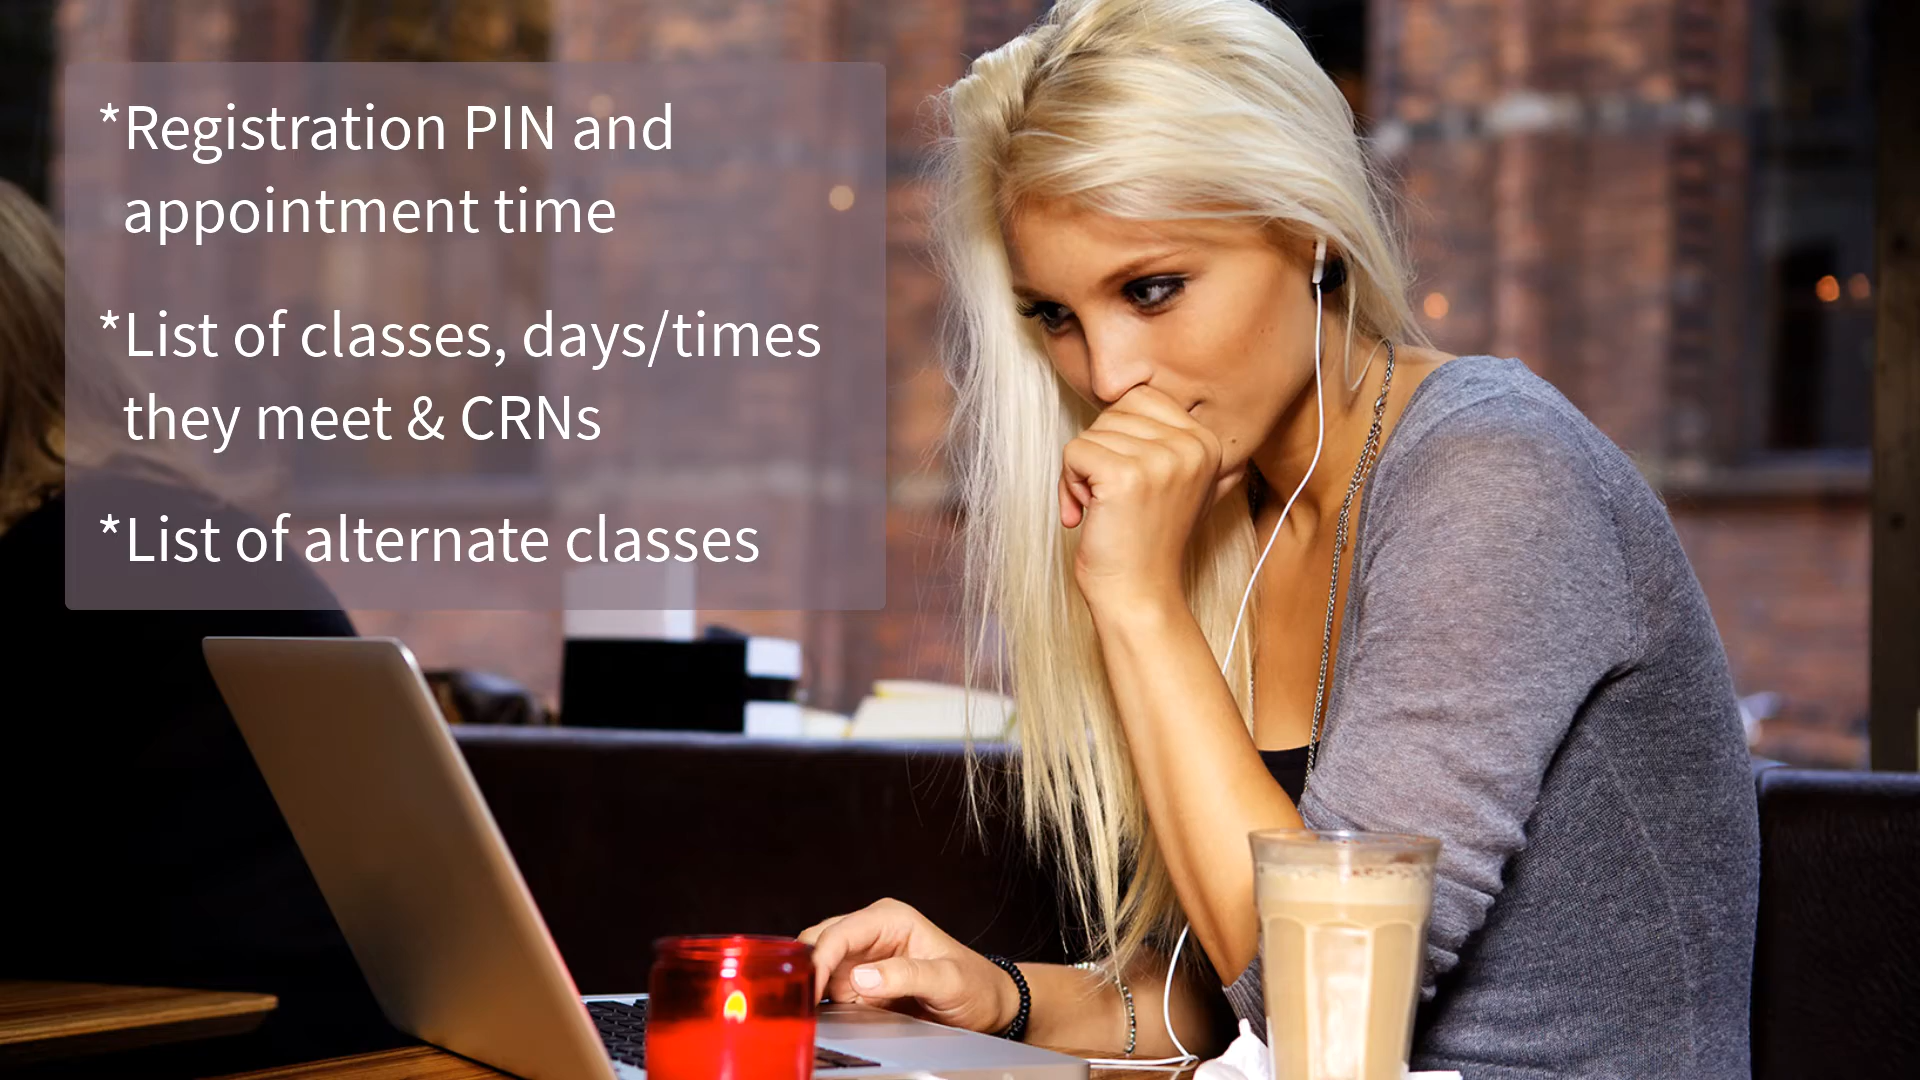 *Registration PIN and
appointment time
*List of classes, days/times
they meet & CRNs
*List of alternate classes